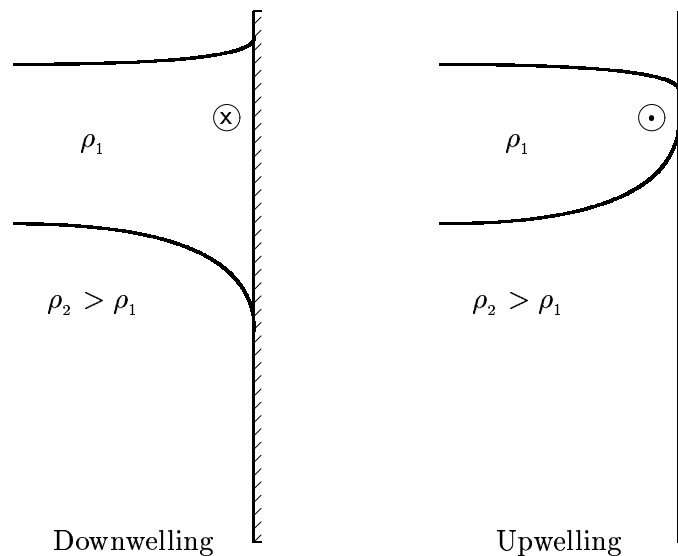 x
ρ₁
ρ₁
ρ₂ > ρ₁
ρ₂ > ρ₁
Downwelling
Upwelling